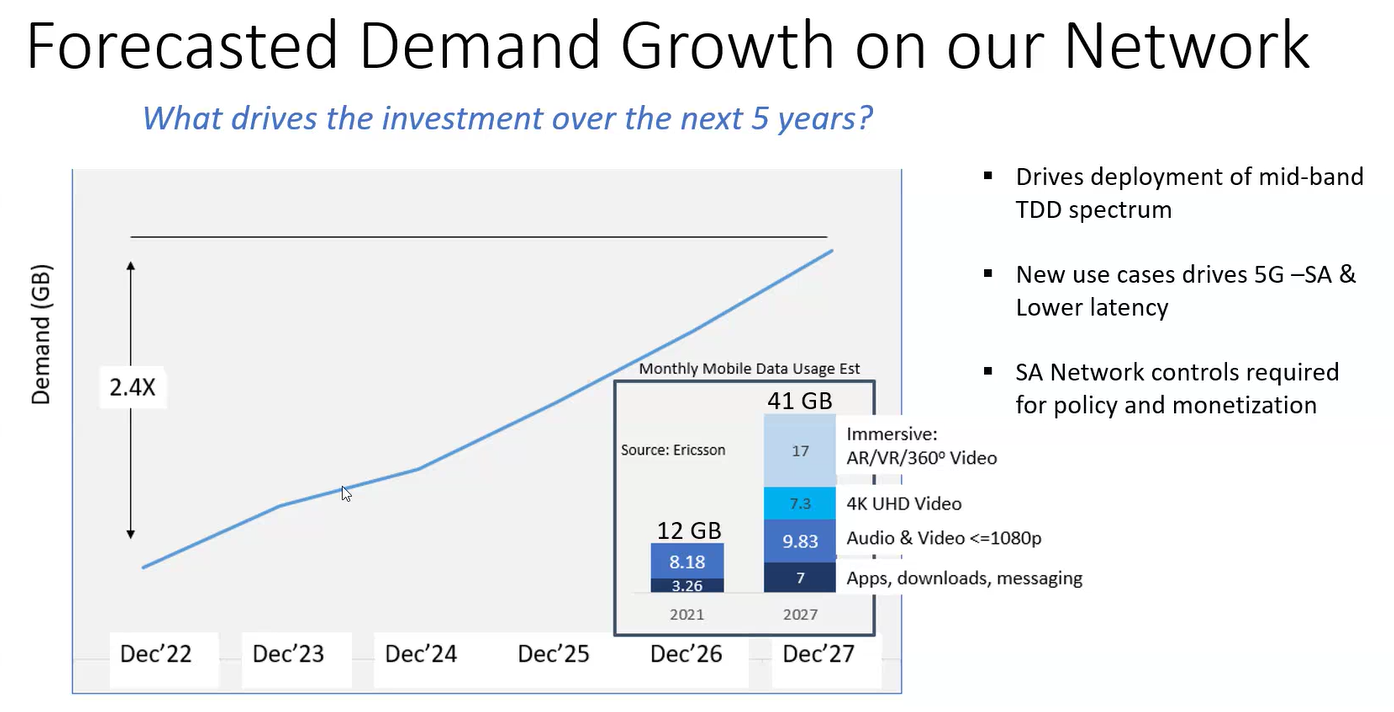 Forecasted Demand Growth on our Network
What drives the investment over the next 5 years?
Demand (GB)
2.4X
Dec’22
Dec’23
Dec’24
Dec’25
Dec’26
Dec’27
Monthly Mobile Data Usage Est
41 GB
Source: Ericsson
17
7.3
9.83
7
12 GB
8.18
3.26
2021
2027
Immersive:
AR/VR/360º Video
4K UHD Video
Audio & Video <=1080p
Apps, downloads, messaging
▪ Drives deployment of mid-band
TDD spectrum
▪ New use cases drives 5G –SA &
Lower latency
▪ SA Network controls required
for policy and monetization